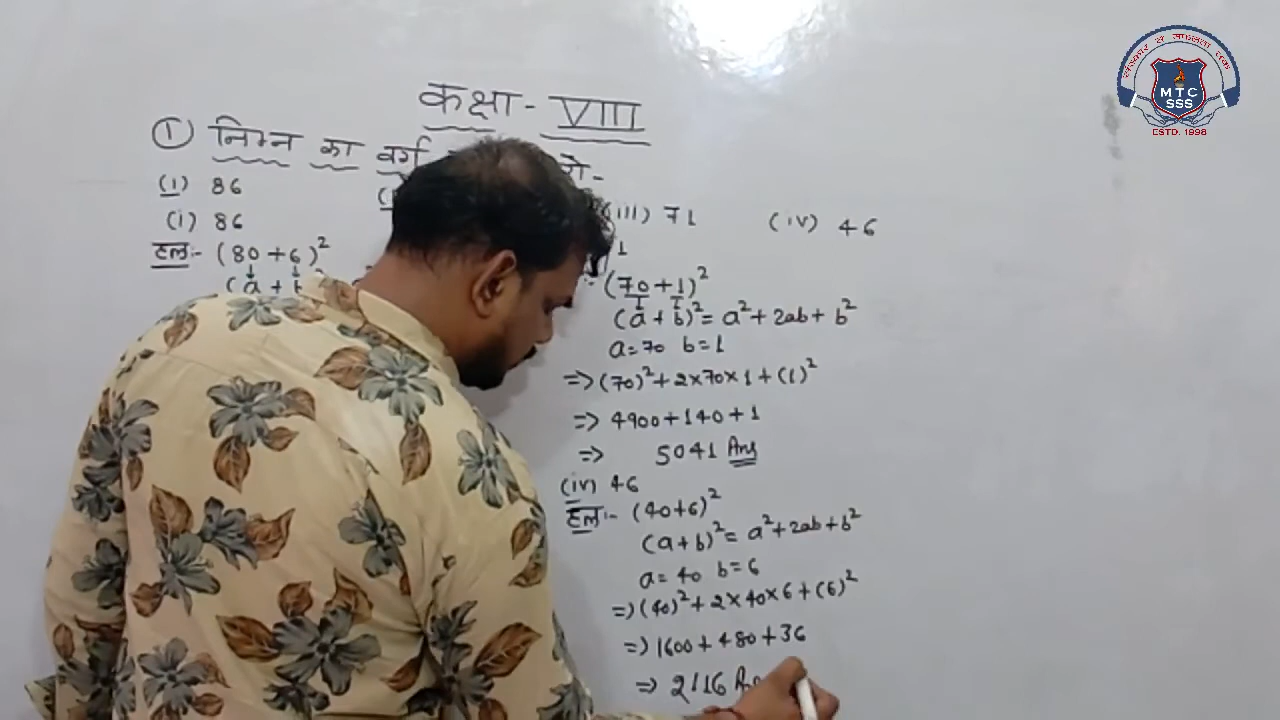 कक्षा - VIII
① निम्न का वर्ग
(i) 86
(iii) 71
(iv) 46
(i) 86
हल:- (80+6)²
(a+b
(70+1)²
(a+b)² = a²+2ab+b²
a=70 b=1
=> (70)²+2×70×1+(1)²
=> 4900+140+1
=> 5041 Ans
(iv) 46
हल:- (40+6)²
(a+b)² = a²+2ab+b²
a=40 b=6
=> (40)²+2×40×6+(6)²
=> 1600+480+36
=> 2116
MTC
SSS
ESTD. 1998